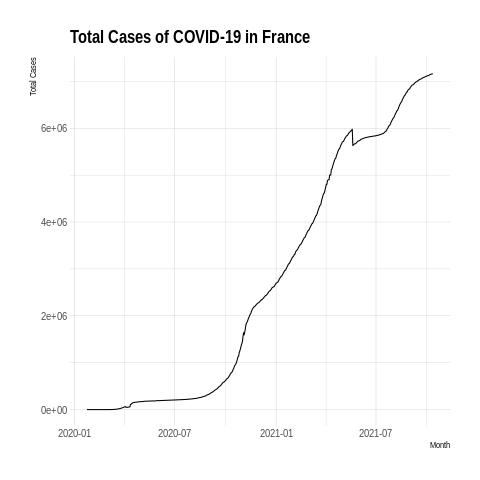 Total Cases of COVID-19 in France
Total Cases
6e+06
4e+06
2e+06
0e+00
2020-01 2020-07 2021-01 2021-07
Month